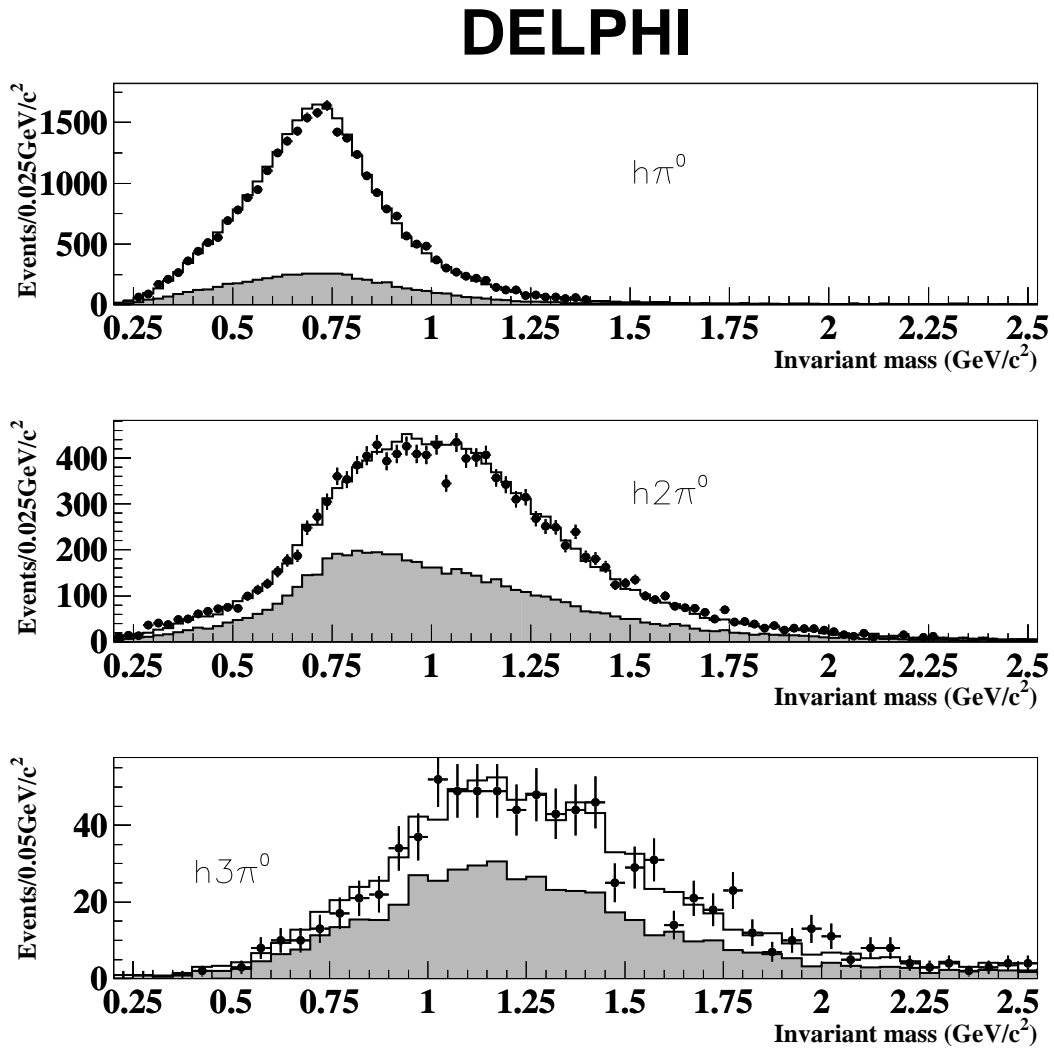 DELPHI
Events/0.025GeV/c²
1500
1000
500
0
hπ⁰
0.25 0.5 0.75 1 1.25 1.5 1.75 2 2.25 2.5
Invariant mass (GeV/c²)
Events/0.025GeV/c²
400
300
200
100
0
h2π⁰
0.25 0.5 0.75 1 1.25 1.5 1.75 2 2.25 2.5
Invariant mass (GeV/c²)
Events/0.05GeV/c²
40
20
0
h3π⁰
0.25 0.5 0.75 1 1.25 1.5 1.75 2 2.25 2.5
Invariant mass (GeV/c²)